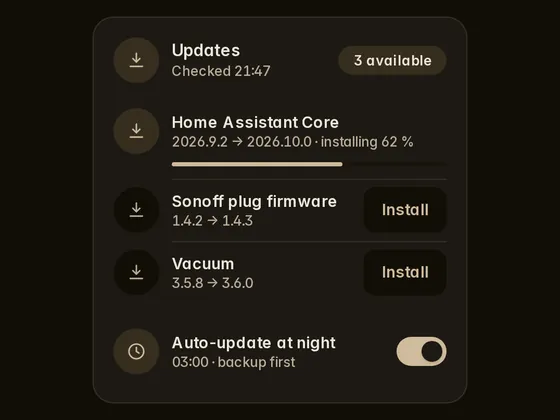 Updates
Checked 21:47
3 available
Home Assistant Core
2026.9.2 → 2026.10.0 · installing 62 %
Sonoff plug firmware
1.4.2 → 1.4.3
Install
Vacuum
3.5.8 → 3.6.0
Install
Auto-update at night
03:00 · backup first